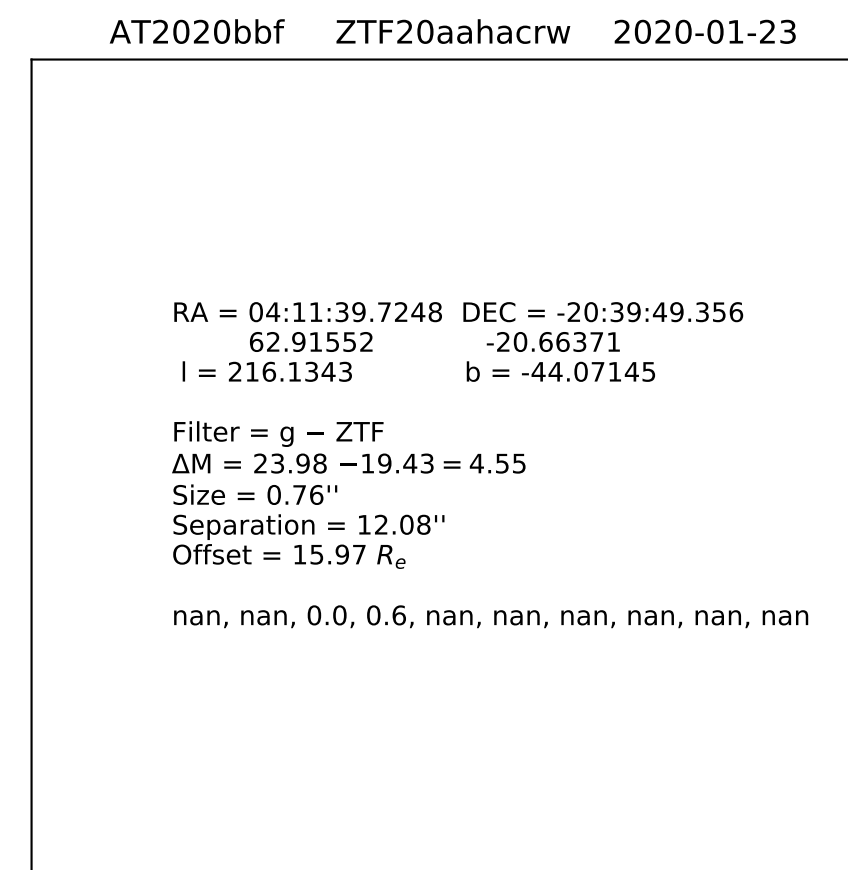 AT2020bbf ZTF20aahacrw 2020-01-23
RA = 04:11:39.7248 DEC = -20:39:49.356
62.91552 -20.66371
l = 216.1343 b = -44.07145
Filter = g − ZTF
ΔM = 23.98 −19.43 = 4.55
Size = 0.76''
Separation = 12.08''
Offset = 15.97 Rₑ
nan, nan, 0.0, 0.6, nan, nan, nan, nan, nan, nan